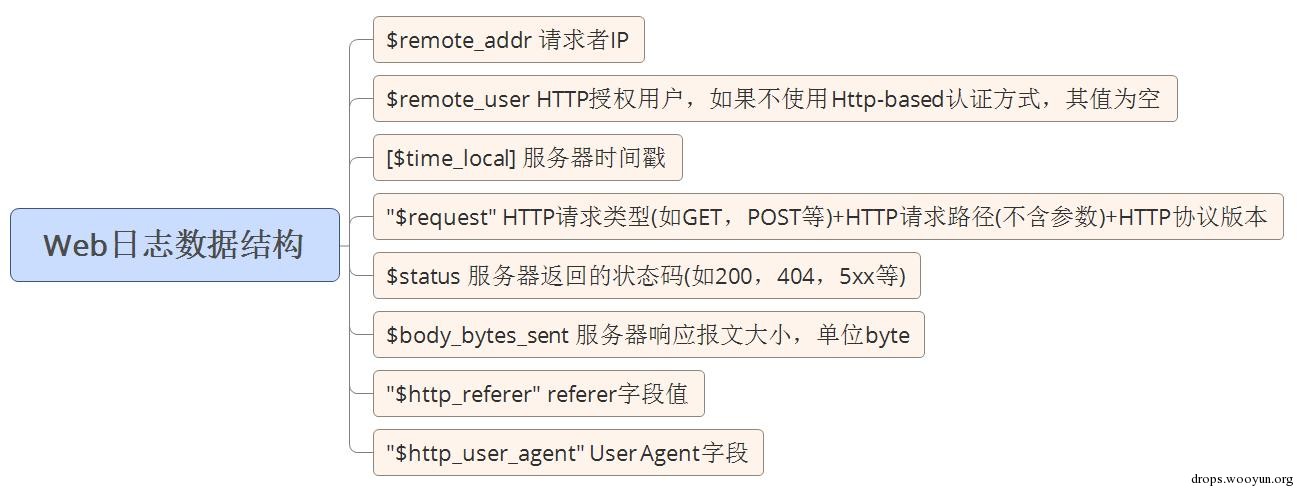 $remote_addr 请求者IP
$remote_user HTTP授权用户，如果不使用Http-based认证方式，其值为空
[$time_local] 服务器时间戳
"$request" HTTP请求类型(如GET，POST等)+HTTP请求路径(不含参数)+HTTP协议版本
Web日志数据结构
$status 服务器返回的状态码(如200，404，5xx等)
$body_bytes_sent 服务器响应报文大小，单位byte
"$http_referer" referer字段值
"$http_user_agent" User Agent字段
drops.wooyun.org